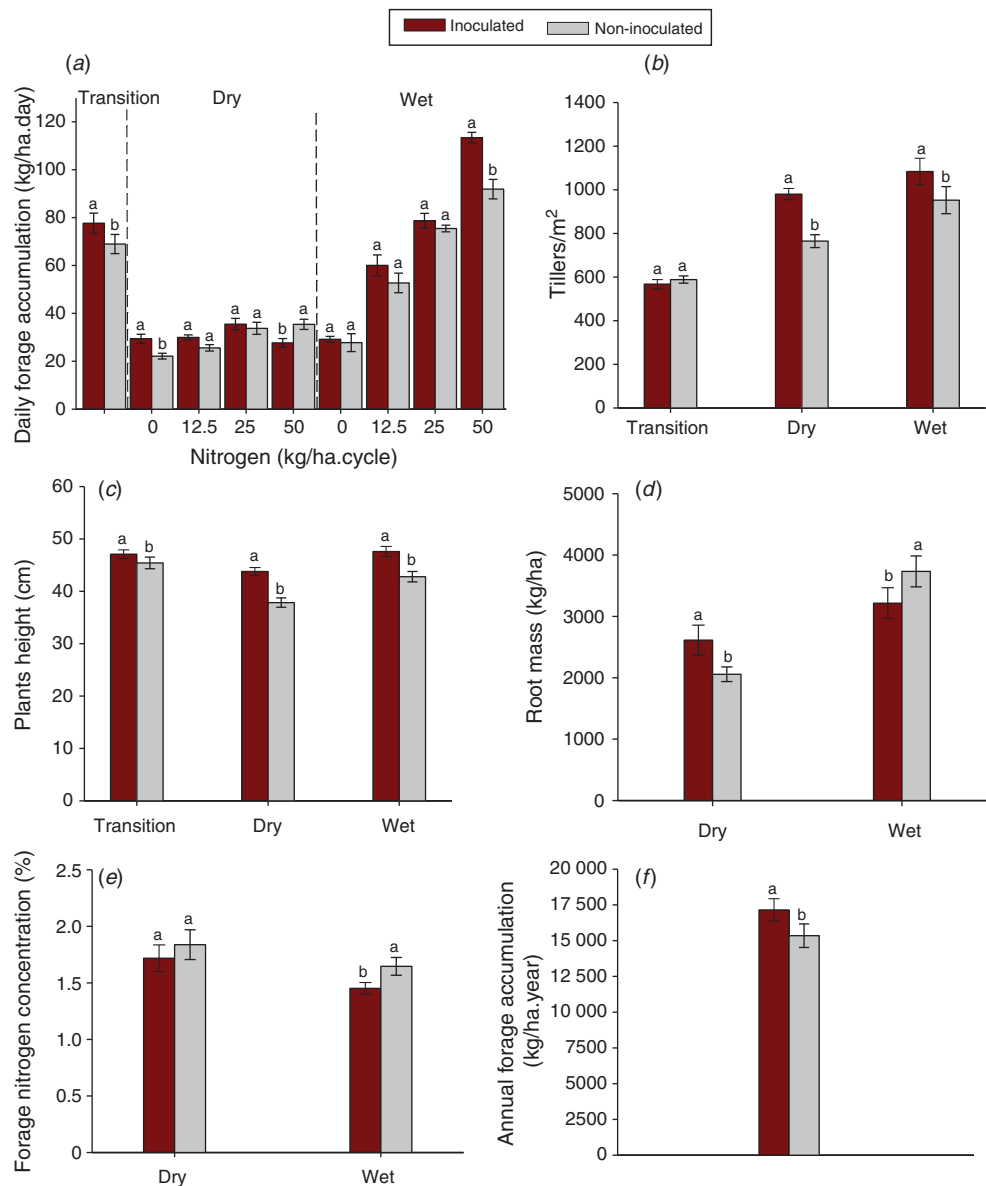 Inoculated Non-inoculated
(a)
Transition Dry Wet
Daily forage accumulation (kg/ha.day)
120
100
80
60
40
20
0
a b a b a a a a b a a a a a a a a b
0 12.5 25 50 0 12.5 25 50
Nitrogen (kg/ha.cycle)
(b)
Tillers/m²
1400
1200
1000
800
600
400
200
0
a a a b a b
Transition Dry Wet
(c)
Plants height (cm)
60
50
40
30
20
10
0
a b a b a b
Transition Dry Wet
(d)
Root mass (kg/ha)
5000
4000
3000
2000
1000
0
a b b a
Dry Wet
(e)
Forage nitrogen concentration (%)
2.5
2.0
1.5
1.0
0.5
0
a a b a
Dry Wet
(f)
Annual forage accumulation
(kg/ha.year)
20 000
17 500
15 000
12 500
10 000
7500
5000
2500
0
a b